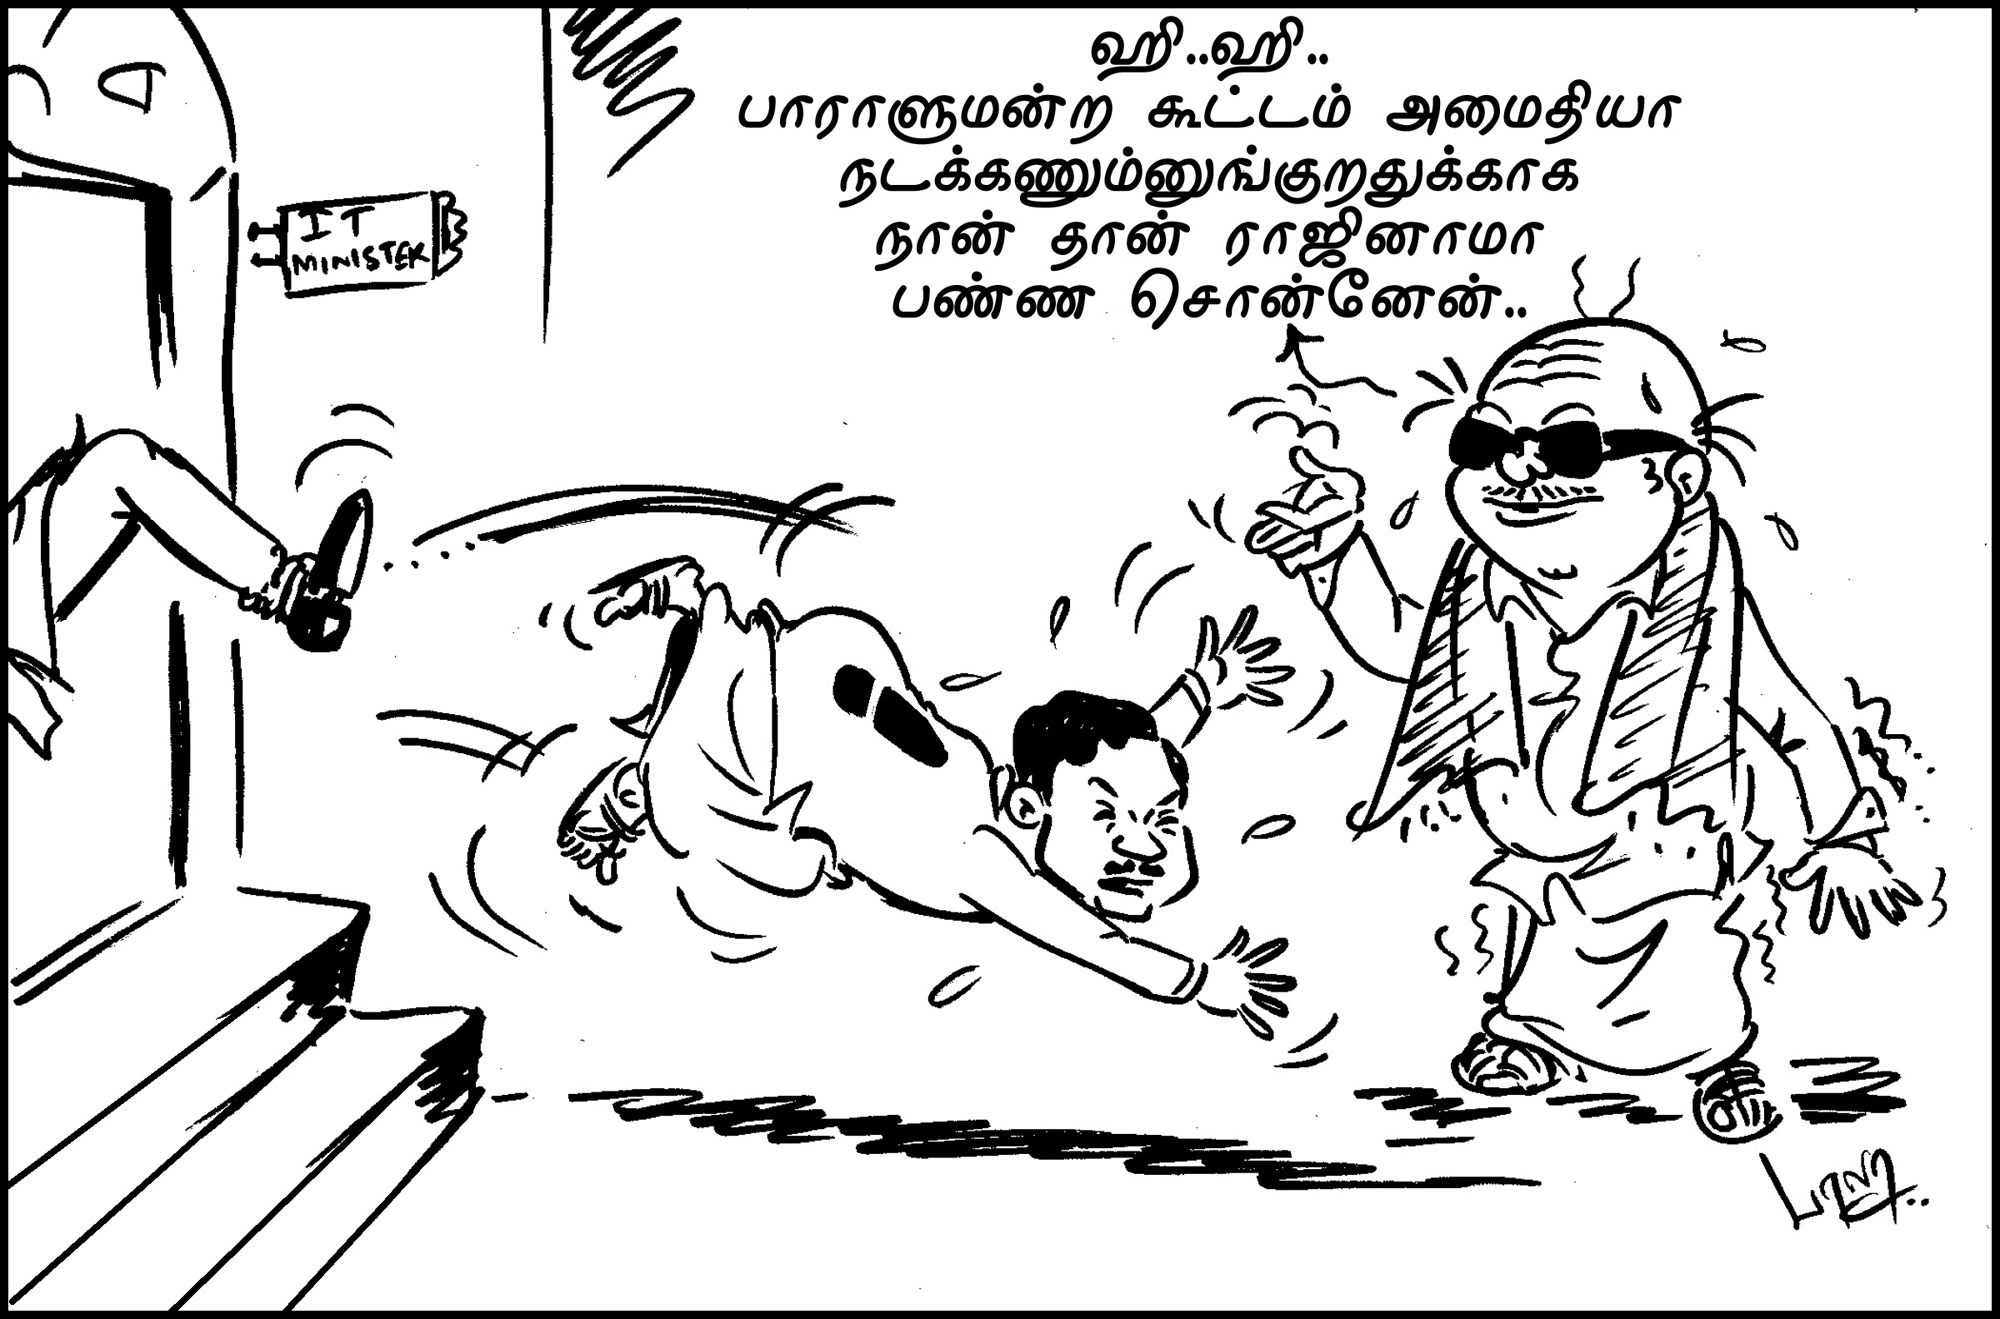 ஹி..ஹி..
பாராளுமன்ற கூட்டம் அமைதியா
நடக்கணும்னுங்குறதுக்காக
நான் தான் ராஜினாமா
பண்ண சொன்னேன்..
IT
MINISTER
பாலா..